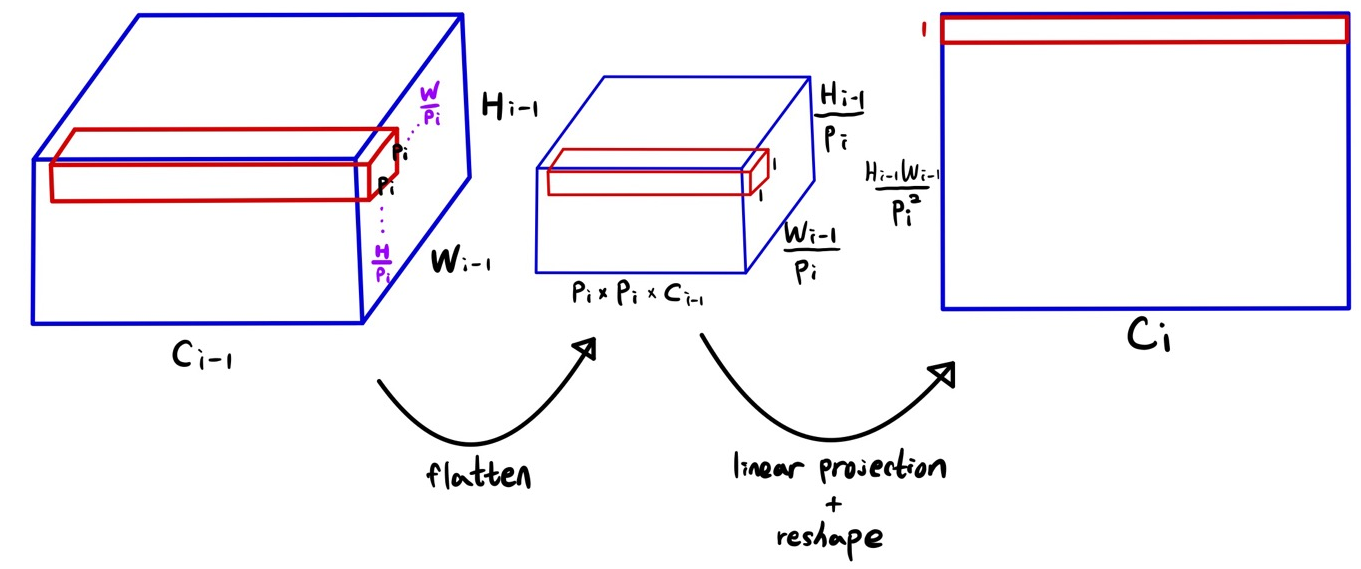 W
Pi
Hi-1
Pi
Pi
H
Pi
Wi-1
Ci-1
flatten
Hi-1
Pi
1
1
Wi-1
Pi
Pi × Pi × Ci-1
linear projection
+
reshape
1
Hi-1Wi-1
Pi²
Ci